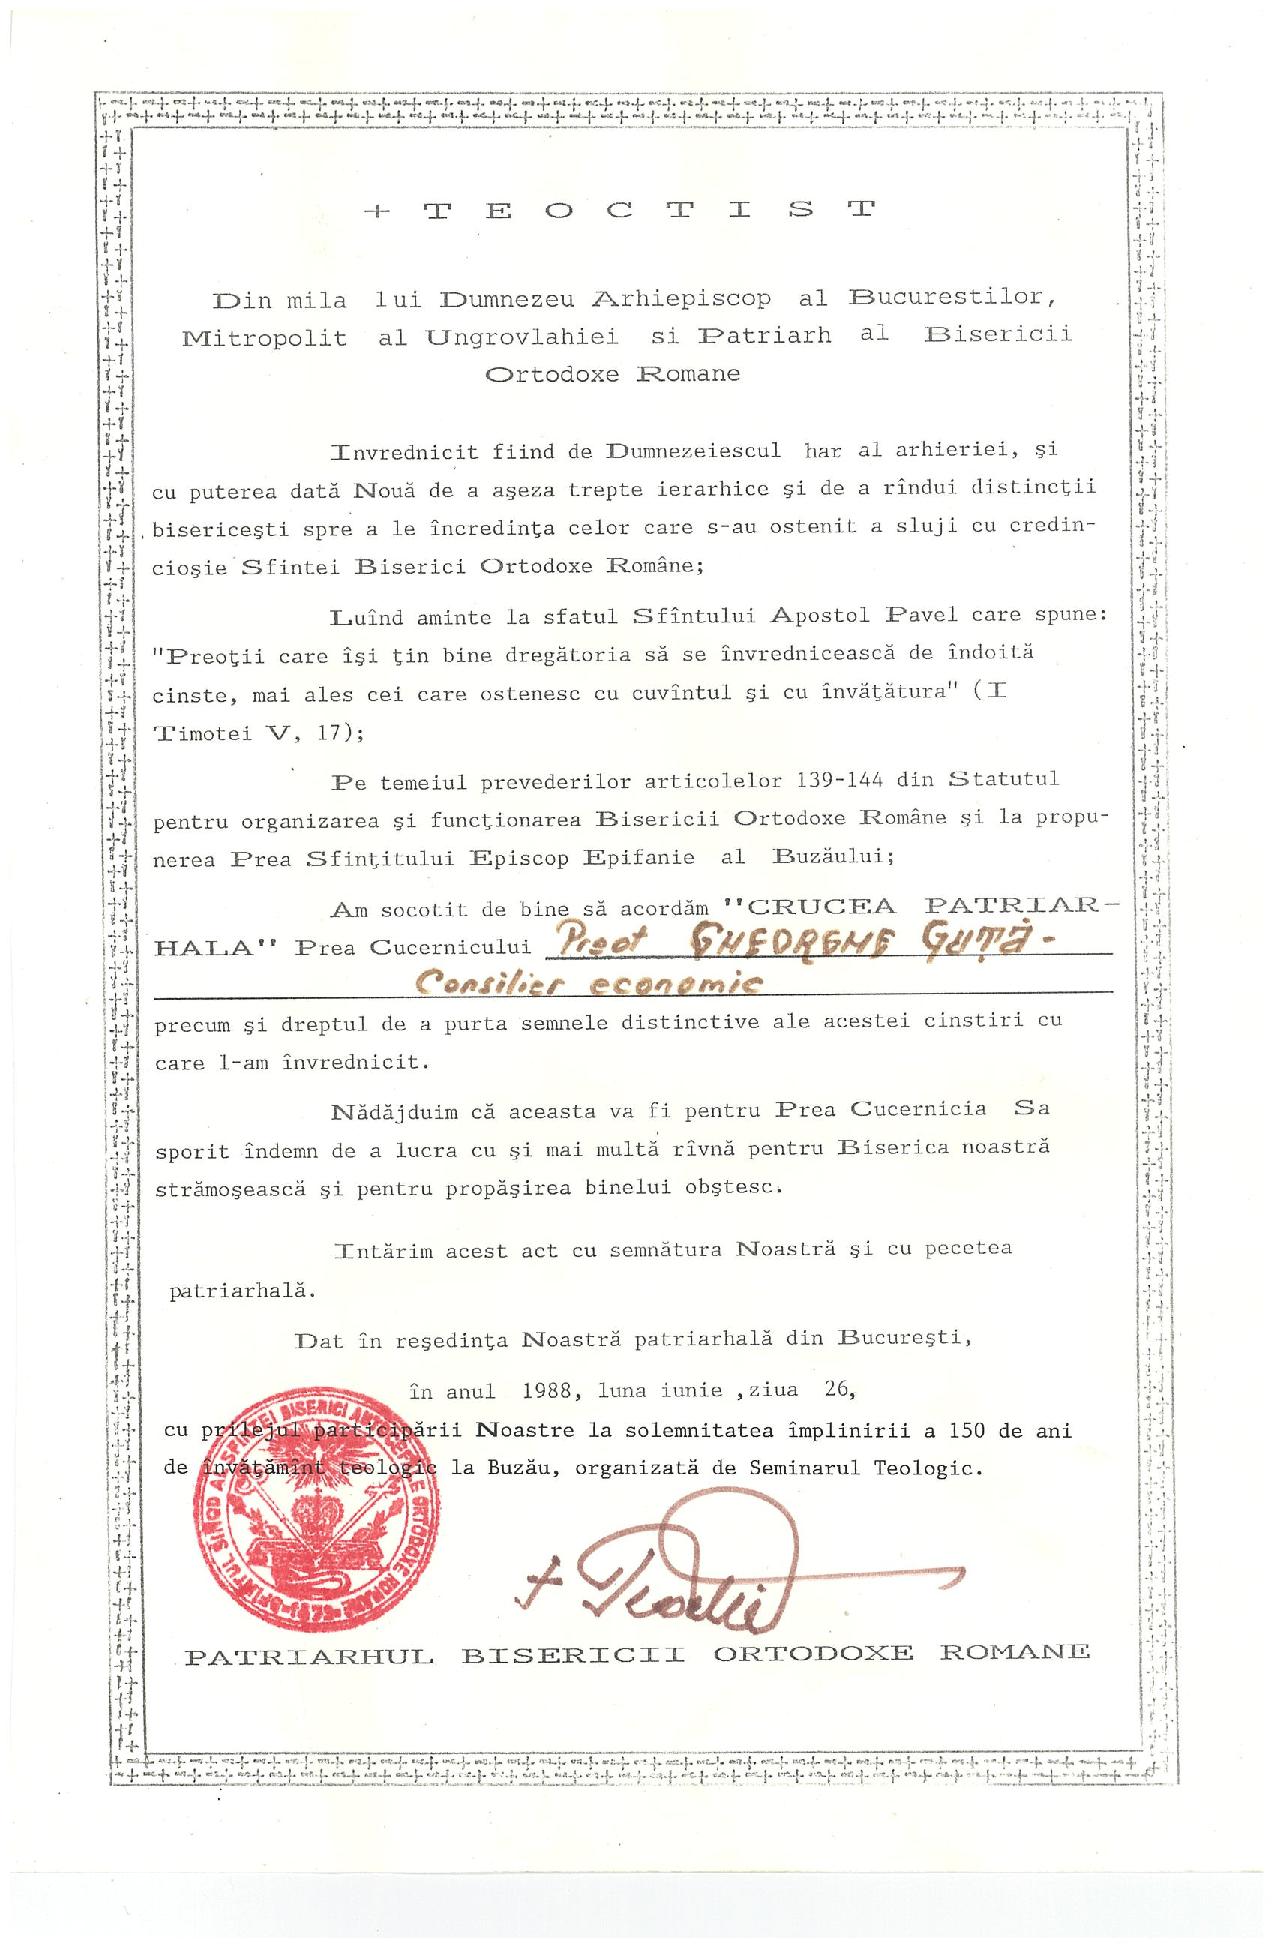 + T E O C T I S T
Din mila lui Dumnezeu Arhiepiscop al Bucurestilor,
Mitropolit al Ungrovlahiei si Patriarh al Bisericii
Ortodoxe Romane
Invrednicit fiind de Dumnezeiescul har al arhieriei, şi
cu puterea dată Nouă de a aşeza trepte ierarhice şi de a rîndui distincţii
bisericeşti spre a le încredinţa celor care s-au ostenit a sluji cu credin-
cioşie Sfintei Biserici Ortodoxe Române;
Luînd aminte la sfatul Sfîntului Apostol Pavel care spune:
"Preoţii care îşi ţin bine dregătoria să se învrednicească de îndoită
cinste, mai ales cei care ostenesc cu cuvîntul şi cu învăţătura" (I
Timotei V, 17);
Pe temeiul prevederilor articolelor 139-144 din Statutul
pentru organizarea şi funcţionarea Bisericii Ortodoxe Române şi la propu-
nerea Prea Sfinţitului Episcop Epifanie al Buzăului;
Am socotit de bine să acordăm "CRUCEA PATRIAR-
HALA" Prea Cucernicului Preot GHEORGHE GUŢĂ-
Consilier economic
precum şi dreptul de a purta semnele distinctive ale acestei cinstiri cu
care l-am învrednicit.
Nădăjduim că aceasta va fi pentru Prea Cucernicia Sa
sporit îndemn de a lucra cu şi mai multă rîvnă pentru Biserica noastră
strămoşească şi pentru propăşirea binelui obştesc.
Intărim acest act cu semnătura Noastră şi cu pecetea
patriarhală.
Dat în reşedinţa Noastră patriarhală din Bucureşti,
în anul 1988, luna iunie ,ziua 26,
cu prilejul participării Noastre la solemnitatea împlinirii a 150 de ani
de învăţămînt teologic la Buzău, organizată de Seminarul Teologic.
SFÎNTUL SINOD AL SFINTEI BISERICI AUTOCEFALE ORTODOXE ROMÂNE
+ Teoctist
PATRIARHUL BISERICII ORTODOXE ROMANE